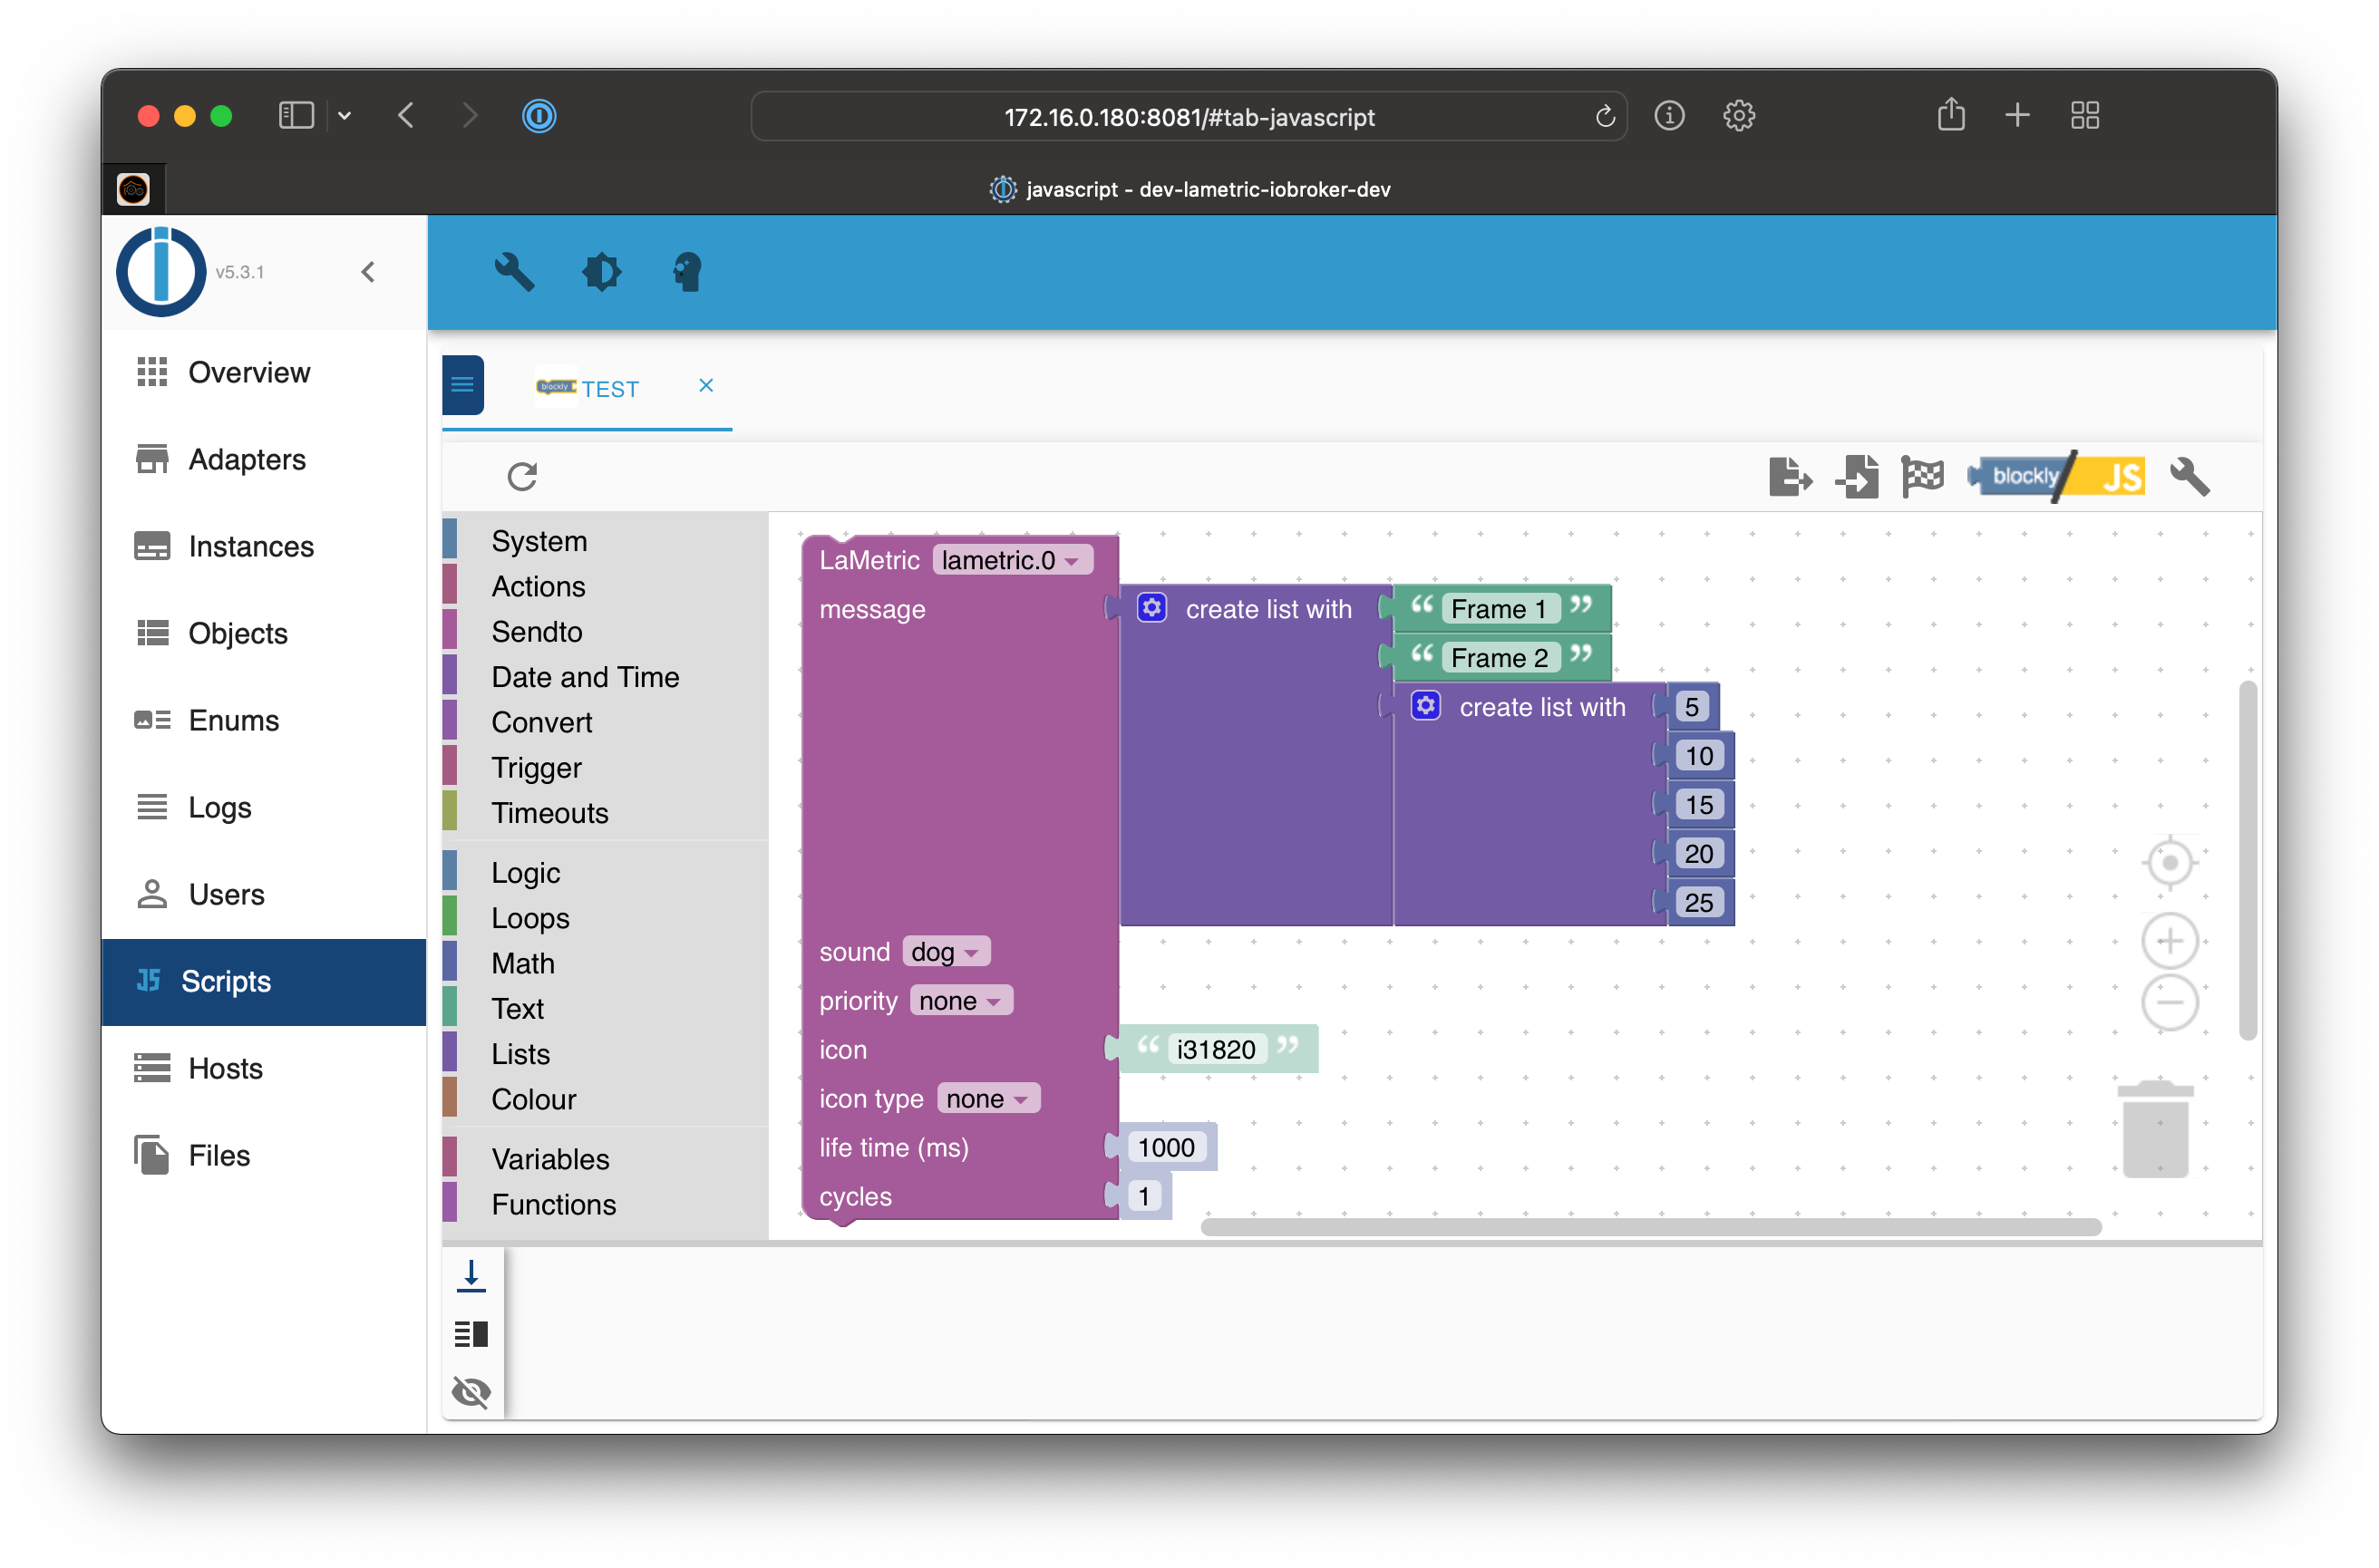 172.16.0.180:8081/#tab-javascript
javascript - dev-lametric-iobroker-dev
v5.3.1
Overview
Adapters
Instances
Objects
Enums
Logs
Users
JS Scripts
Hosts
Files
blockly TEST
blockly JS
System
Actions
Sendto
Date and Time
Convert
Trigger
Timeouts
Logic
Loops
Math
Text
Lists
Colour
Variables
Functions
LaMetric lametric.0
message create list with “ Frame 1 ”
“ Frame 2 ”
create list with 5
10
15
20
25
sound dog
priority none
icon “ i31820 ”
icon type none
life time (ms) 1000
cycles 1